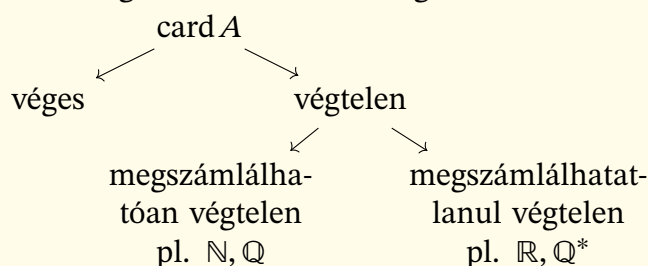 card A
véges végtelen
megszámlálha- megszámlálhatat-
tóan végtelen lanul végtelen
pl. ℕ, ℚ pl. ℝ, ℚ*